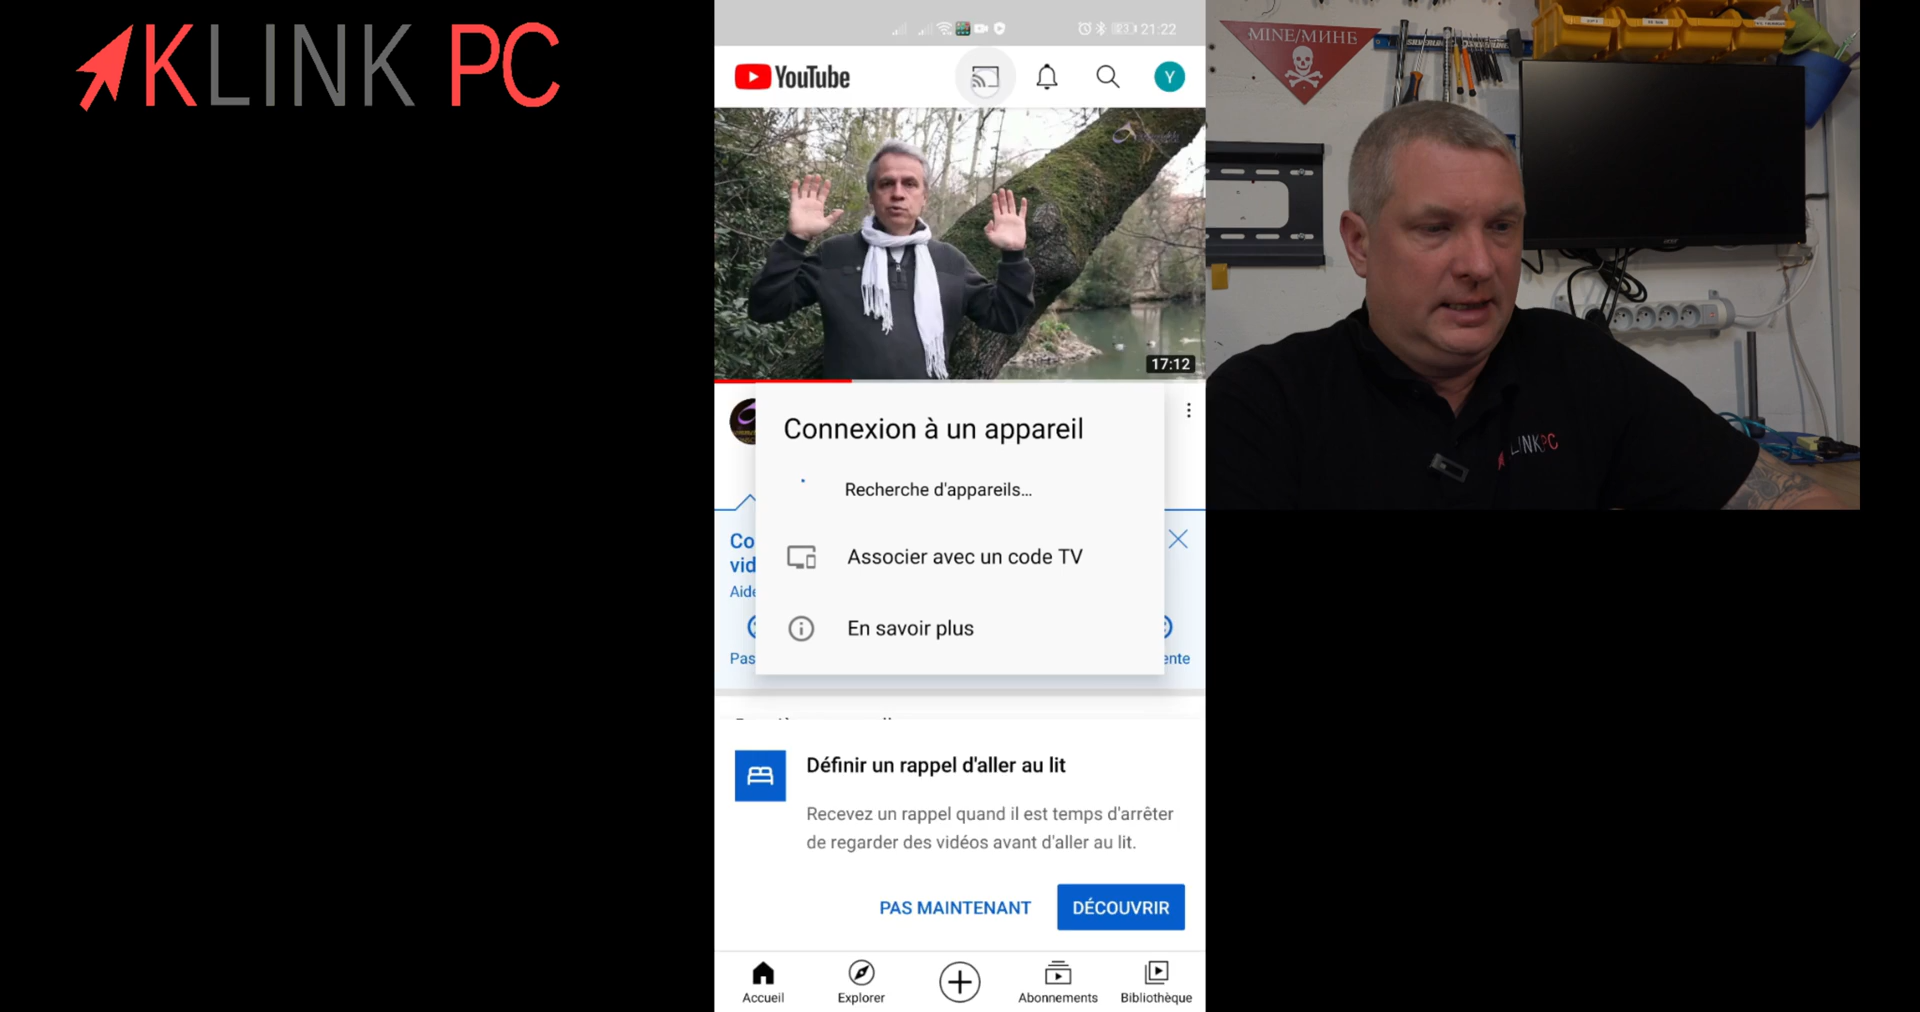 KLINK PC
21:22
YouTube
Y
17:12
Connexion à un appareil
Recherche d'appareils…
Co
vid
Associer avec un code TV
Aide
En savoir plus
Pas
ente
Définir un rappel d'aller au lit
Recevez un rappel quand il est temps d'arrêter
de regarder des vidéos avant d'aller au lit.
PAS MAINTENANT
DÉCOUVRIR
Accueil
Explorer
Abonnements
Bibliothèque
MINE/МИНЕ
LINKPC